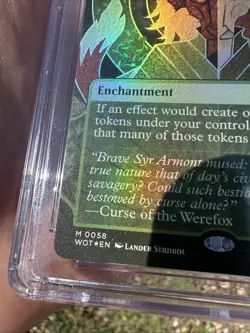 Enchantment
If an effect would create o
tokens under your control
that many of those tokens
"Brave Syr Armont mused:
true nature that of day's civ
savagery? Could such bestio
bestowed by curse alone?"
—Curse of the Werefox
M 0058
WOT★EN Lander Strubol